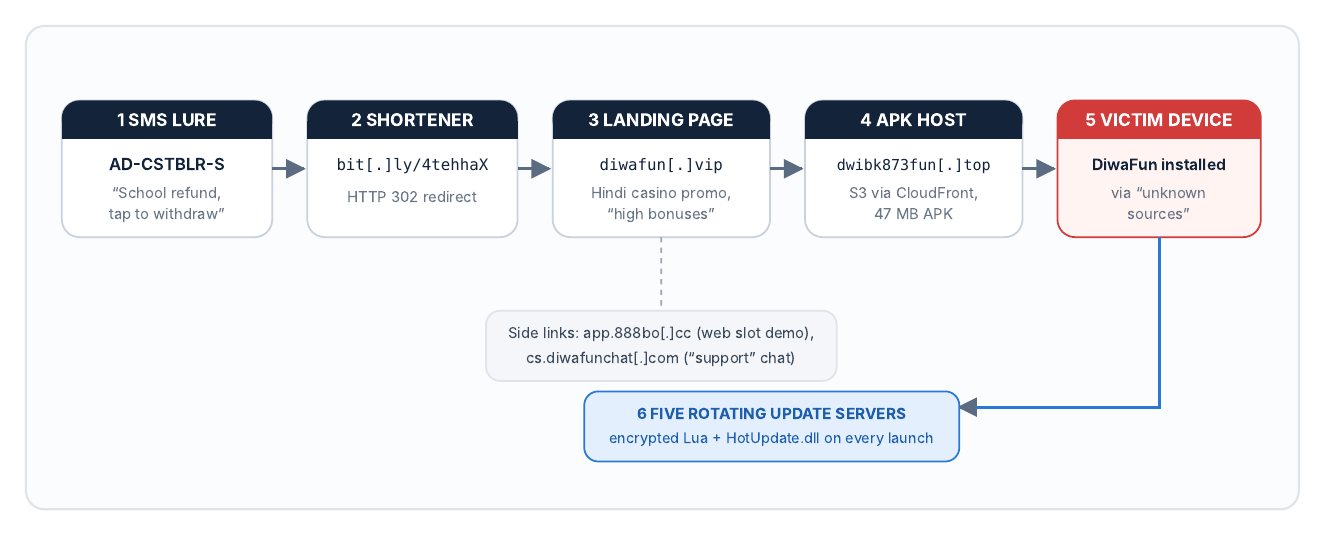 1 SMS LURE
AD-CSTBLR-S
“School refund,
tap to withdraw”
2 SHORTENER
bit[.]ly/4tehhaX
HTTP 302 redirect
3 LANDING PAGE
diwafun[.]vip
Hindi casino promo,
“high bonuses”
4 APK HOST
dwibk873fun[.]top
S3 via CloudFront,
47 MB APK
5 VICTIM DEVICE
DiwaFun installed
via “unknown
sources”
Side links: app.888bo[.]cc (web slot demo),
cs.diwafunchat[.]com (“support” chat)
6 FIVE ROTATING UPDATE SERVERS
encrypted Lua + HotUpdate.dll on every launch